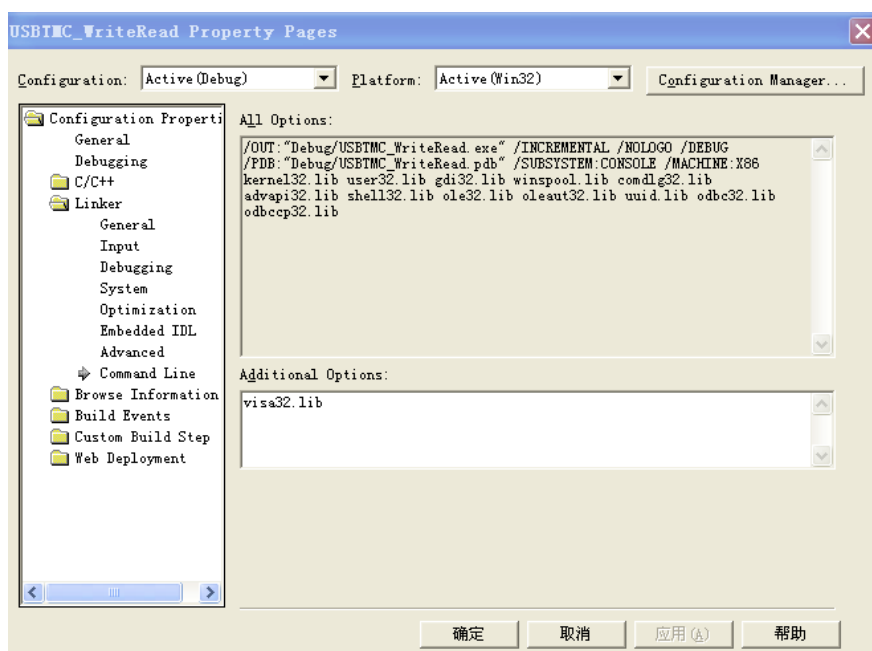 USBTMC_WriteRead Property Pages
Configuration: Active(Debug) Platform: Active(Win32) Configuration Manager...
Configuration Properti
General
Debugging
C/C++
Linker
General
Input
Debugging
System
Optimization
Embedded IDL
Advanced
Command Line
Browse Information
Build Events
Custom Build Step
Web Deployment
All Options:
/OUT:"Debug/USBTMC_WriteRead.exe" /INCREMENTAL /NOLOGO /DEBUG
/PDB:"Debug/USBTMC_WriteRead.pdb" /SUBSYSTEM:CONSOLE /MACHINE:X86
kernel32.lib user32.lib gdi32.lib winspool.lib comdlg32.lib
advapi32.lib shell32.lib ole32.lib oleaut32.lib uuid.lib odbc32.lib
odbccp32.lib
Additional Options:
visa32.lib
确定 取消 应用(A) 帮助